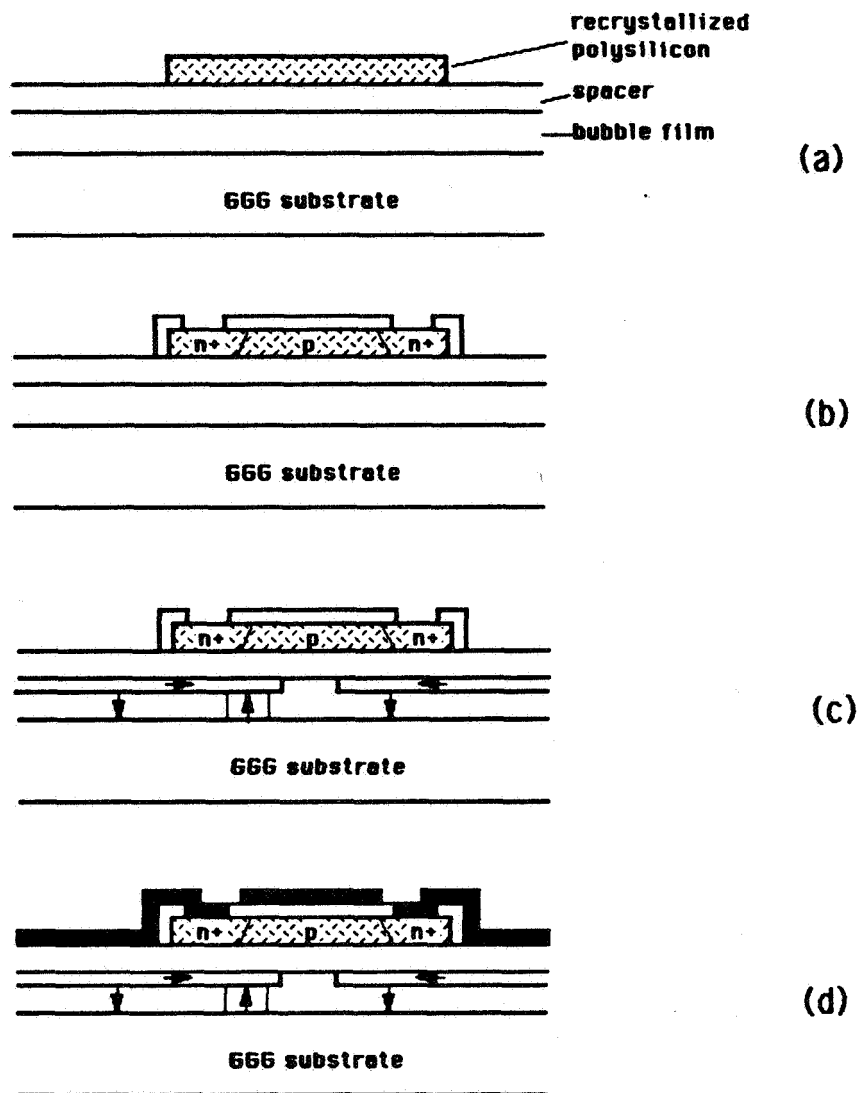 recrystallized
polysilicon
spacer
bubble film
(a)
GGG substrate
n+ p n+
(b)
GGG substrate
n+ p n+
(c)
GGG substrate
n+ p n+
(d)
GGG substrate